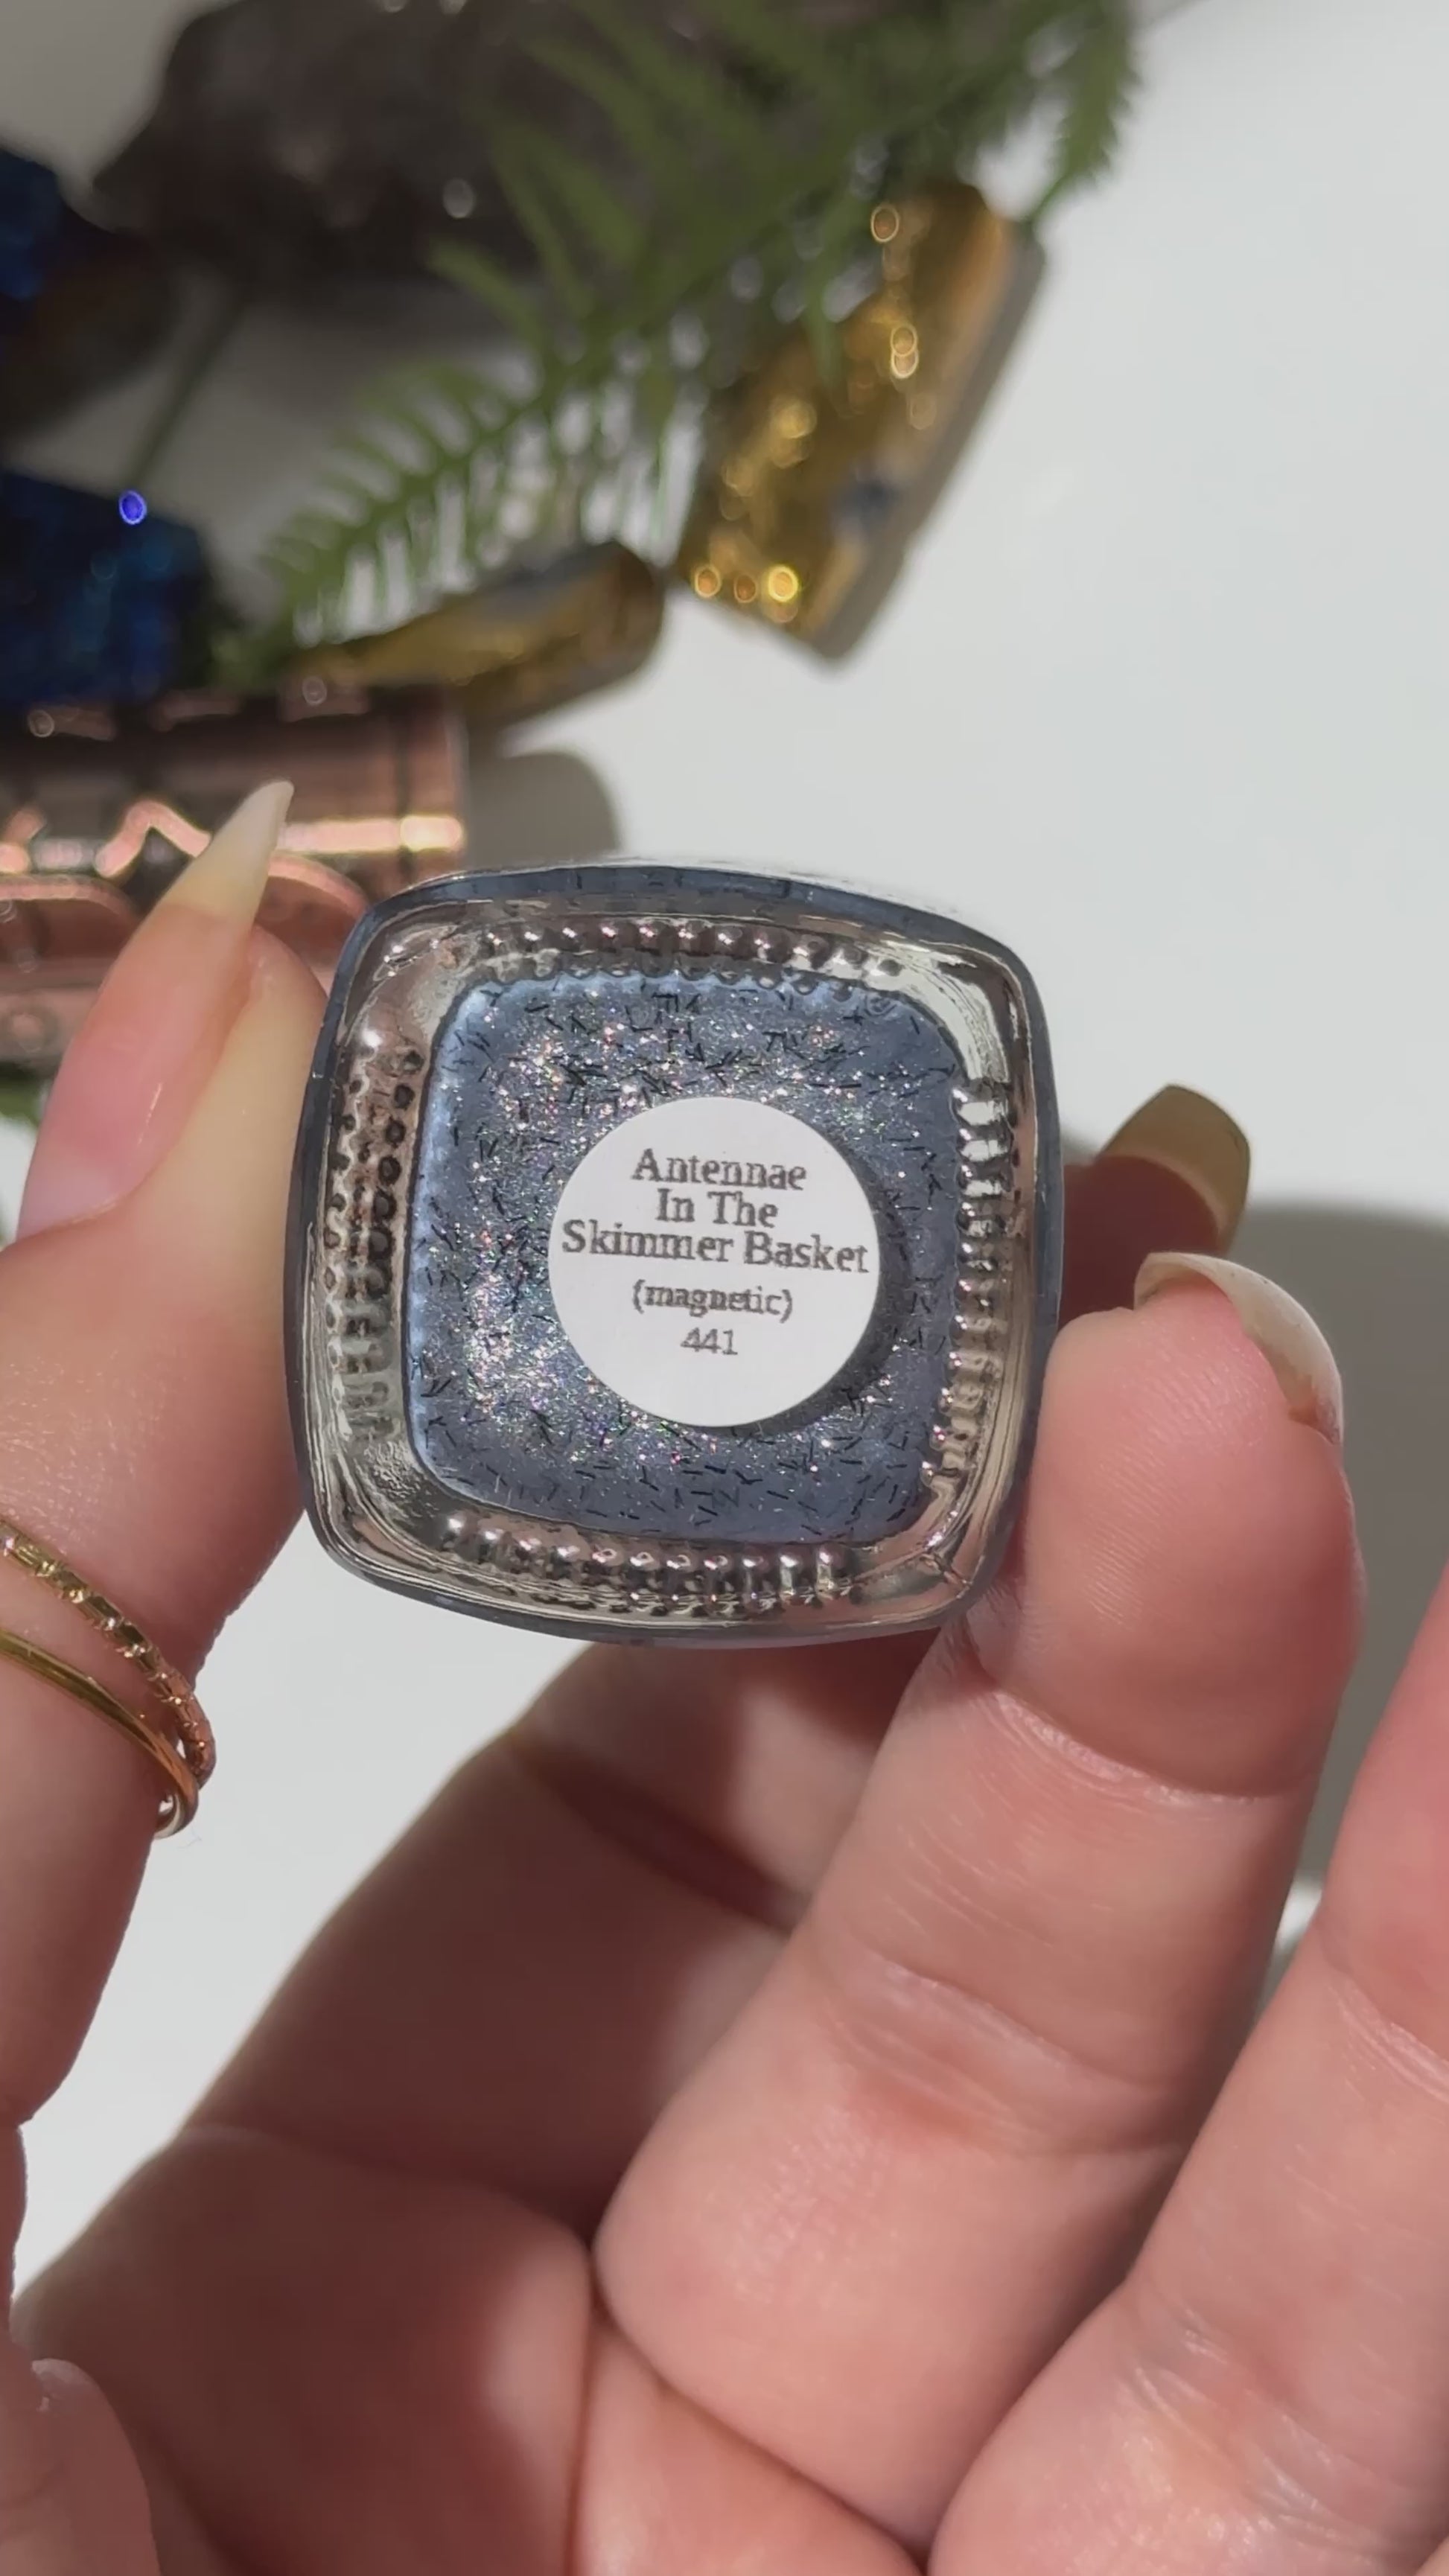 Antennae
In The
Skimmer Basket
(magnetic)
441